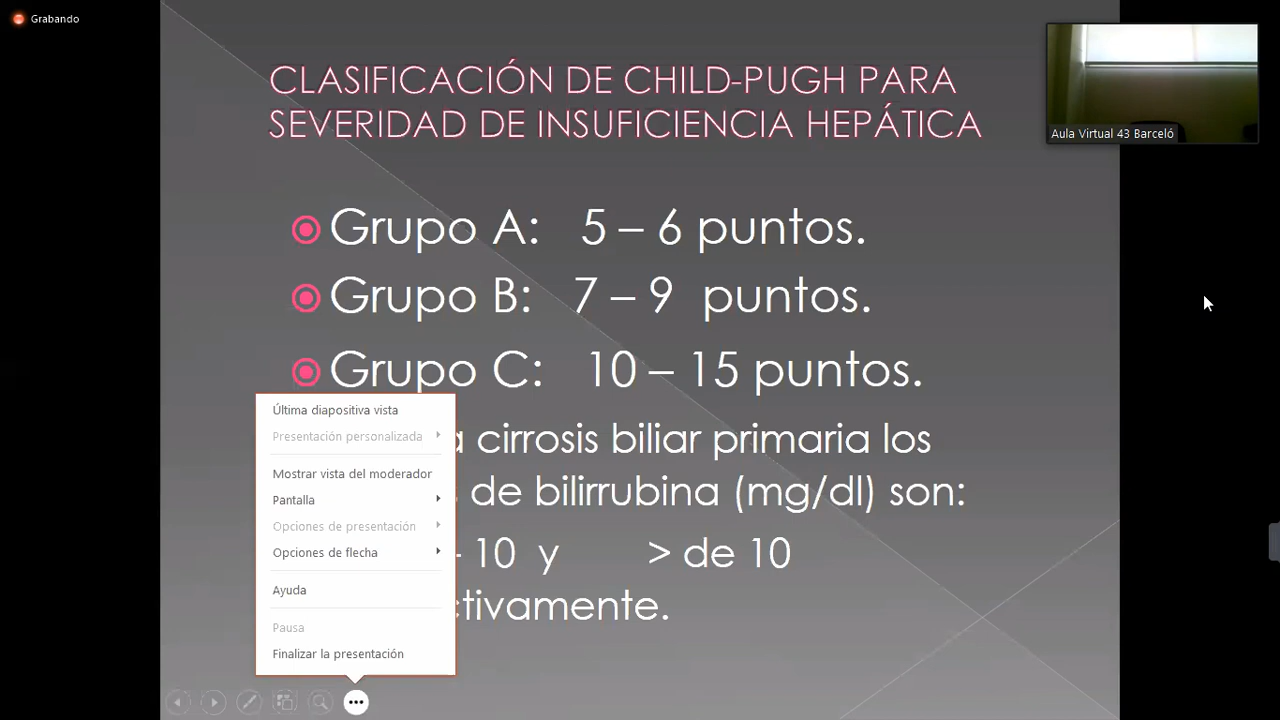 Grabando
CLASIFICACIÓN DE CHILD-PUGH PARA
SEVERIDAD DE INSUFICIENCIA HEPÁTICA
Aula Virtual 43 Barceló
Grupo A: 5 – 6 puntos.
Grupo B: 7 – 9 puntos.
Grupo C: 10 – 15 puntos.
cirrosis biliar primaria los
de bilirrubina (mg/dl) son:
- 10 y > de 10
ctivamente.
Última diapositiva vista
Presentación personalizada
Mostrar vista del moderador
Pantalla
Opciones de presentación
Opciones de flecha
Ayuda
Pausa
Finalizar la presentación